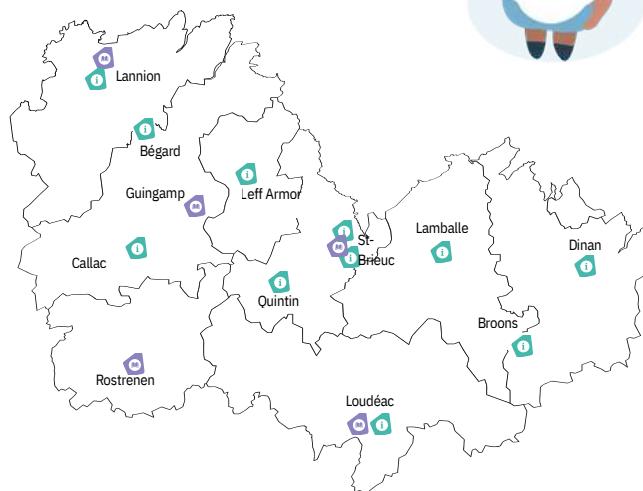 Lannion
Bégard
Guingamp
Leff Armor
St-
Brieuc
Lamballe
Dinan
Callac
Quintin
Broons
Rostrenen
Loudéac